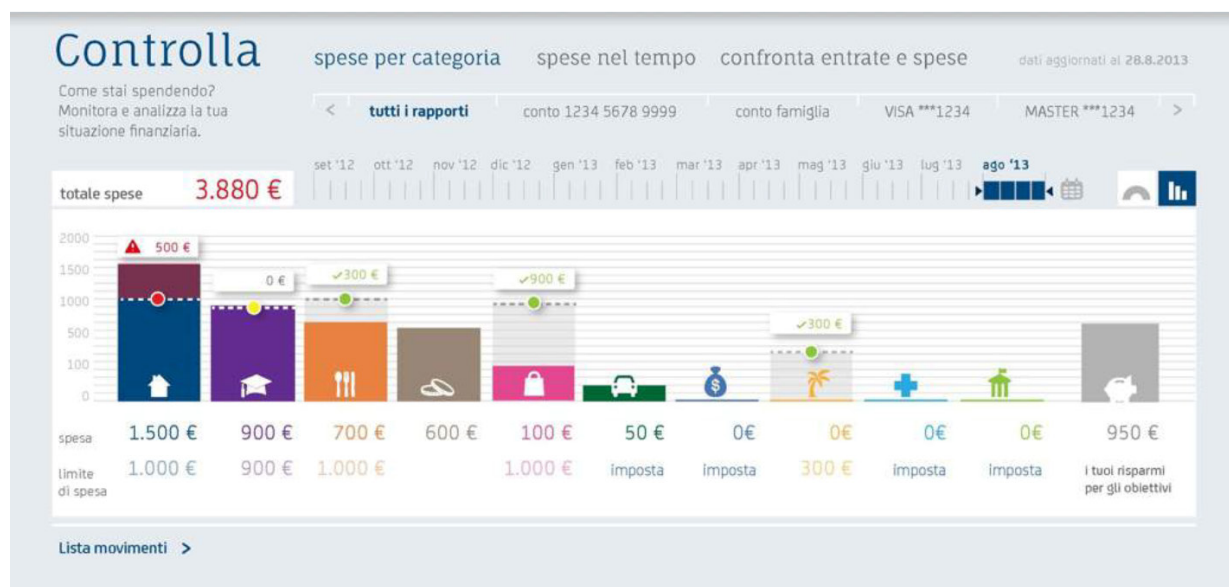 Controlla
Come stai spendendo?
Monitora e analizza la tua
situazione finanziaria.
spese per categoria spese nel tempo confronta entrate e spese dati aggiornati al 28.8.2013
< tutti i rapporti conto 1234 5678 9999 conto famiglia VISA ***1234 MASTER ***1234 >
set '12 ott '12 nov '12 dic '12 gen '13 feb '13 mar '13 apr '13 mag '13 giu '13 lug '13 ago '13
totale spese 3.880 €
2000
500 €
1500
0 €
✓300 €
✓900 €
1000
500
✓300 €
100
0
$
spesa 1.500 € 900 € 700 € 600 € 100 € 50 € 0€ 0€ 0€ 0€ 950 €
limite 1.000 € 900 € 1.000 € 1.000 € imposta imposta 300 € imposta imposta i tuoi risparmi
di spesa per gli obiettivi
Lista movimenti >